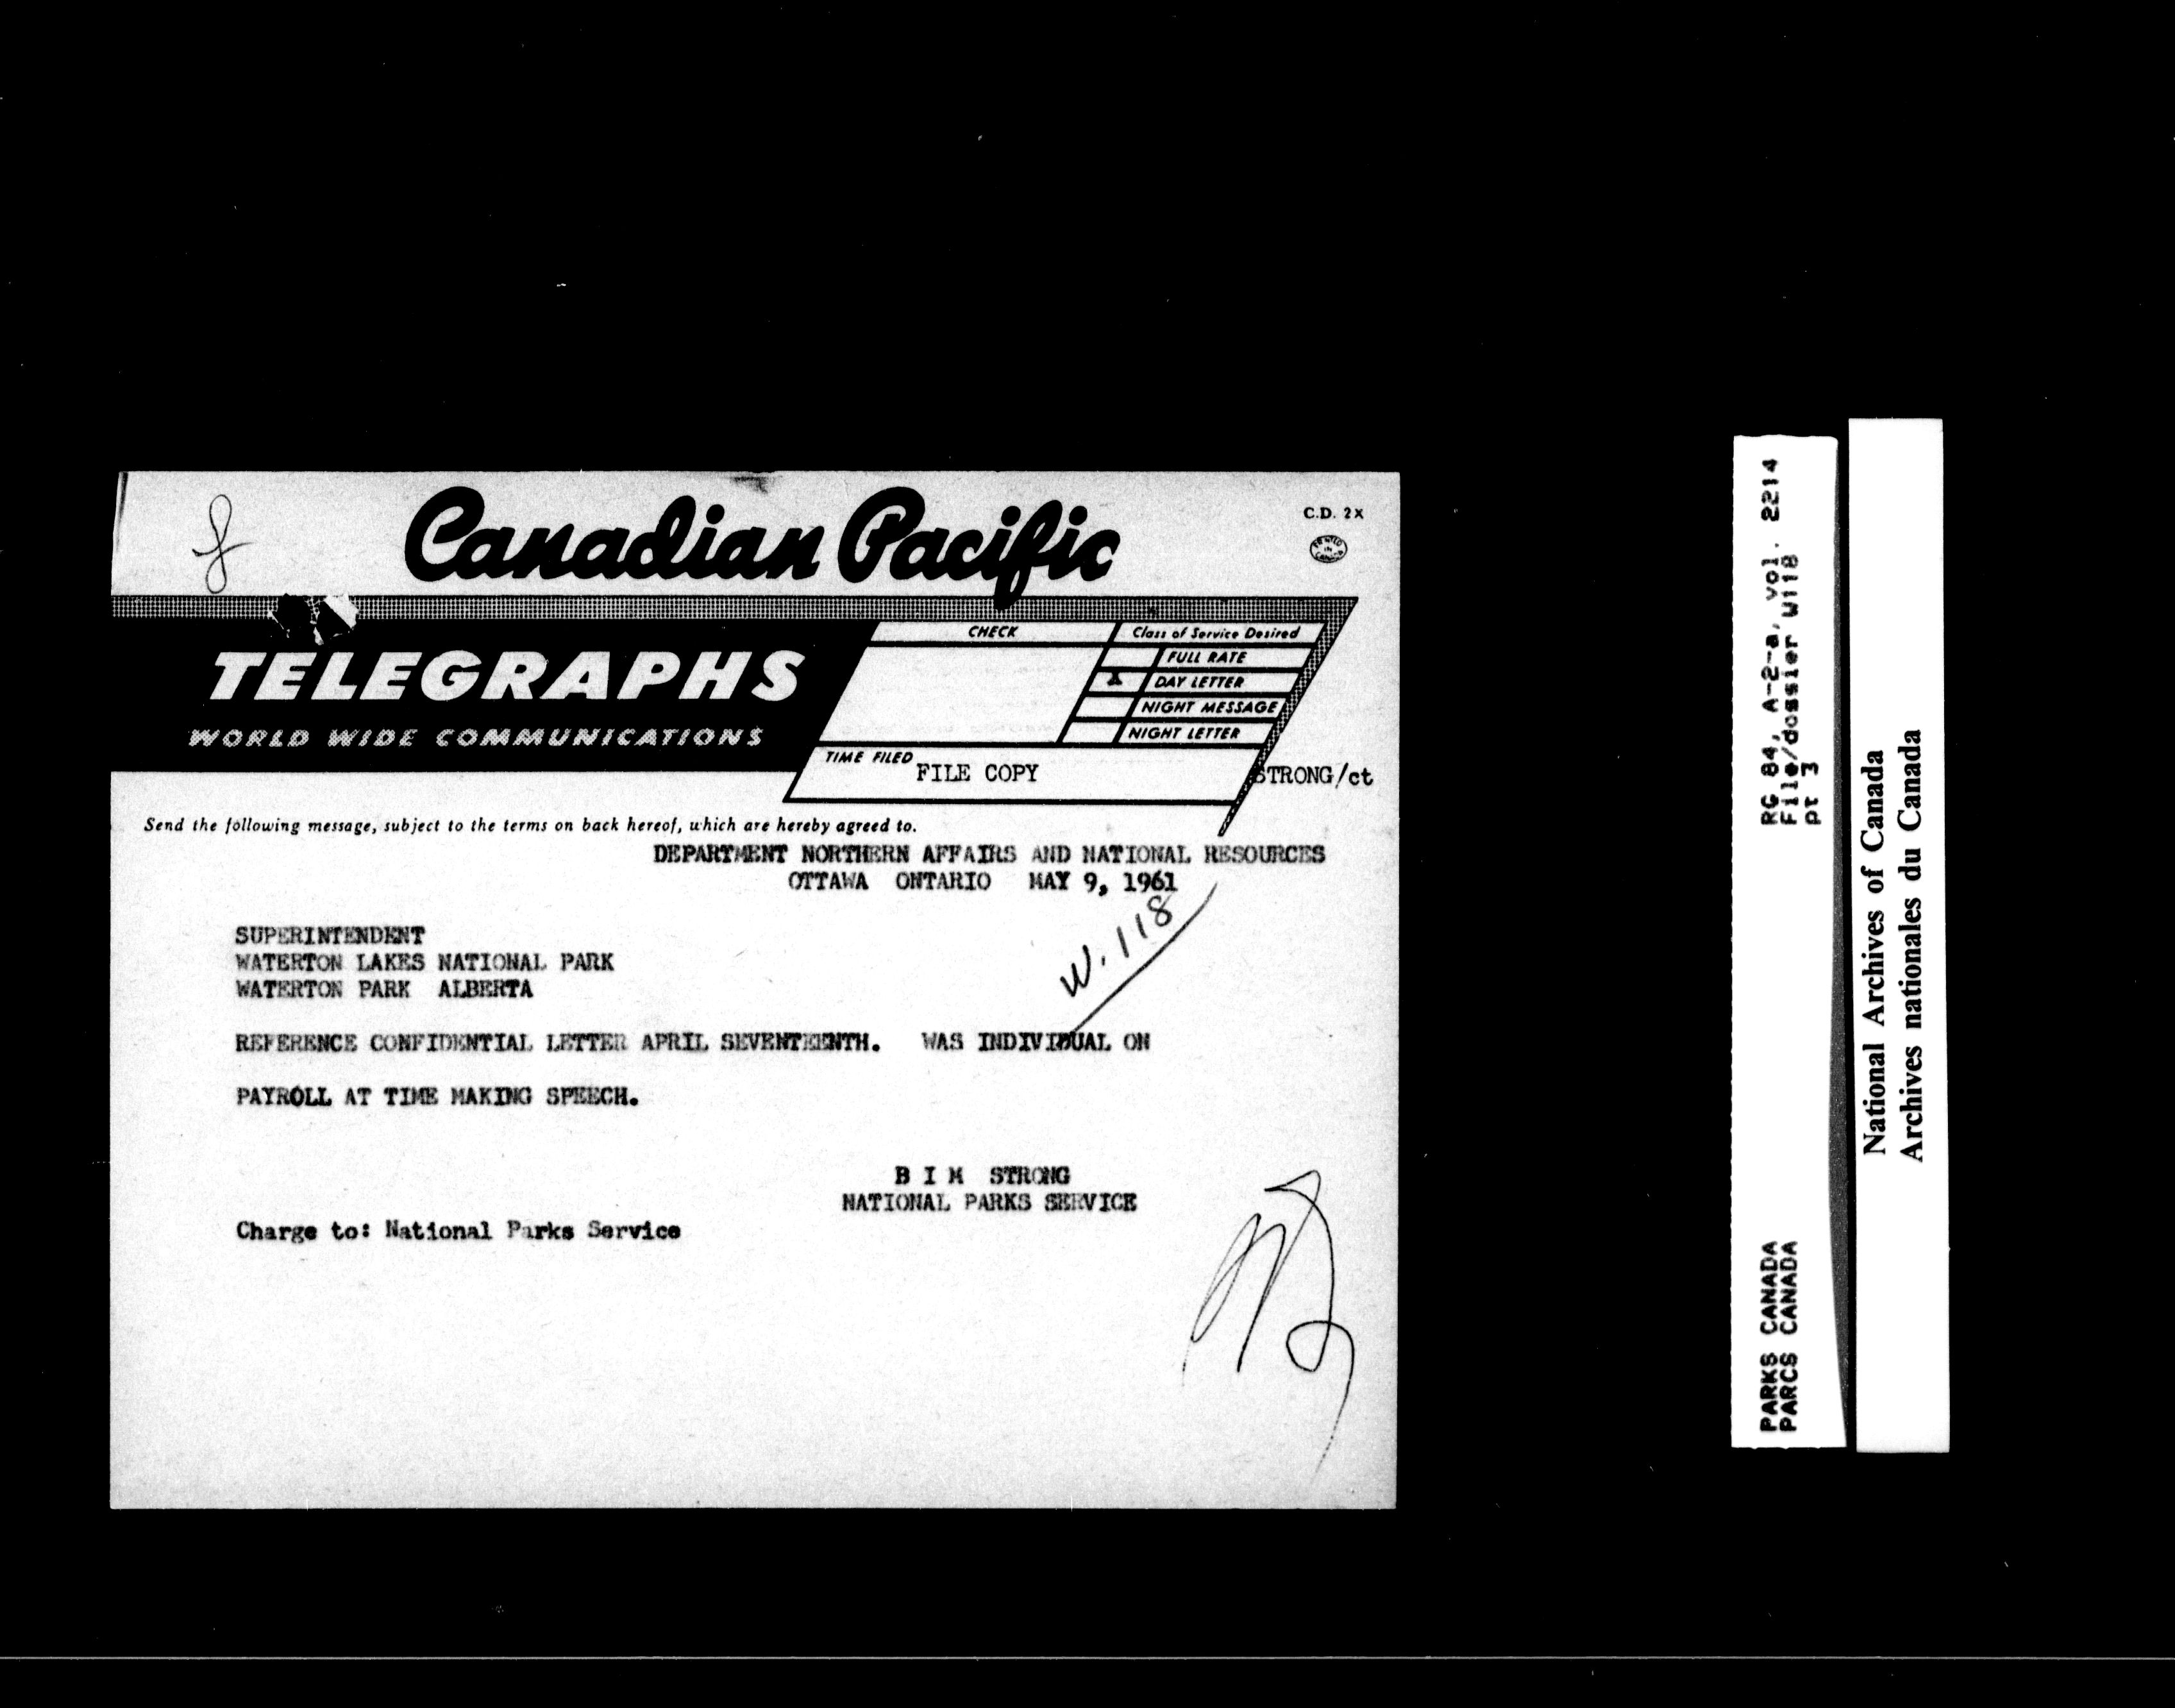 Canadian Pacific
C.D. 2X
PRINTED
IN
CANADA
TELEGRAPHS
WORLD WIDE COMMUNICATIONS
CHECK
Class of Service Desired
FULL RATE
DAY LETTER
NIGHT MESSAGE
NIGHT LETTER
TIME FILED
FILE COPY
STRONG/ct
Send the following message, subject to the terms on back hereof, which are hereby agreed to.
DEPARTMENT NORTHERN AFFAIRS AND NATIONAL RESOURCES
OTTAWA ONTARIO MAY 9, 1961
W.118
SUPERINTENDENT
WATERTON LAKES NATIONAL PARK
WATERTON PARK ALBERTA
REFERENCE CONFIDENTIAL LETTER APRIL SEVENTEENTH. WAS INDIVIDUAL ON
PAYROLL AT TIME MAKING SPEECH.
B I M STRONG
NATIONAL PARKS SERVICE
Charge to: National Parks Service
RG 84, A-2-a, vol. 2214
File/dossier W118
pt 3
PARKS CANADA
PARCS CANADA
National Archives of Canada
Archives nationales du Canada